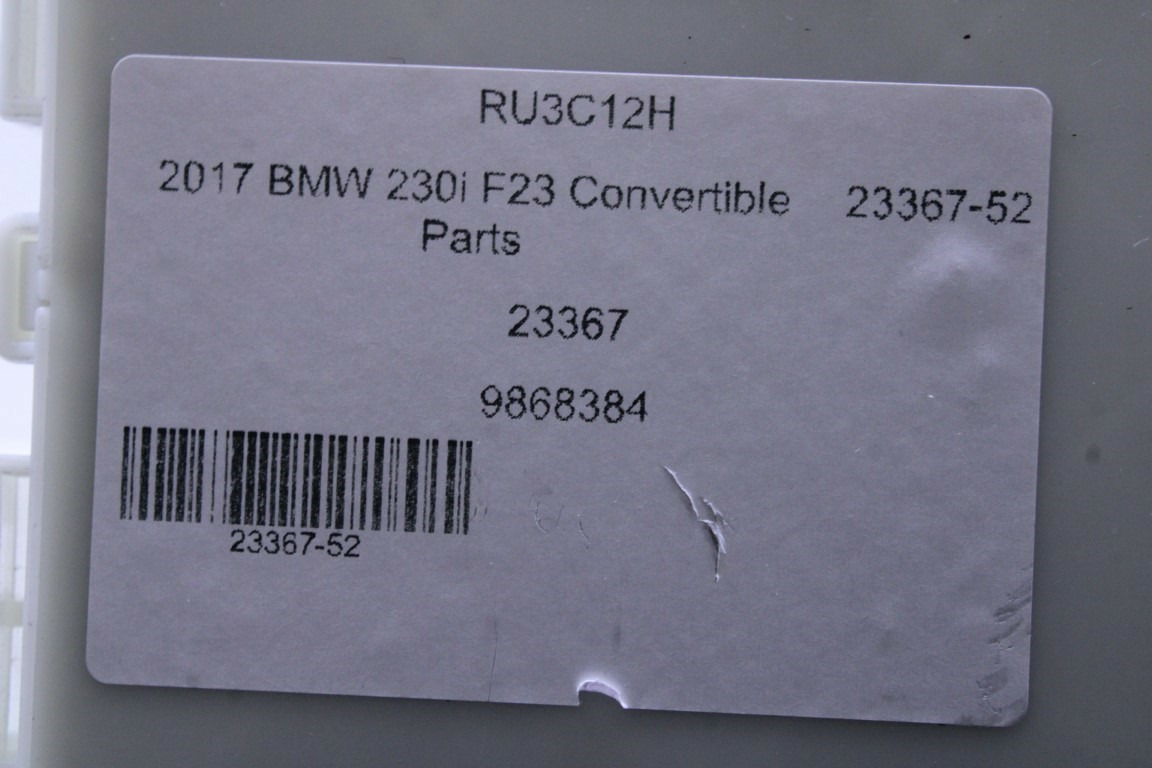 RU3C12H
2017 BMW 230i F23 Convertible 23367-52
Parts
23367
9868384
23367-52